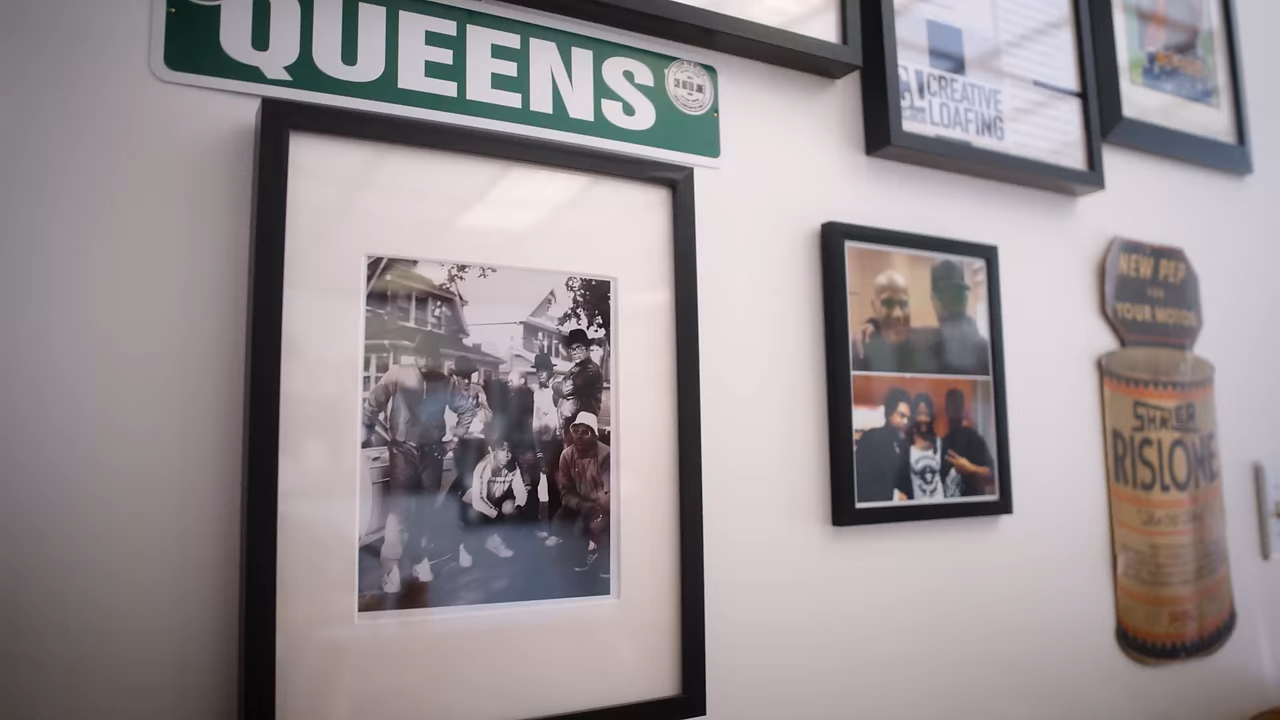 QUEENS
CREATIVE
LOAFING
NEW PEP
FOR
YOUR MOTOR
SHALER
RISLONE